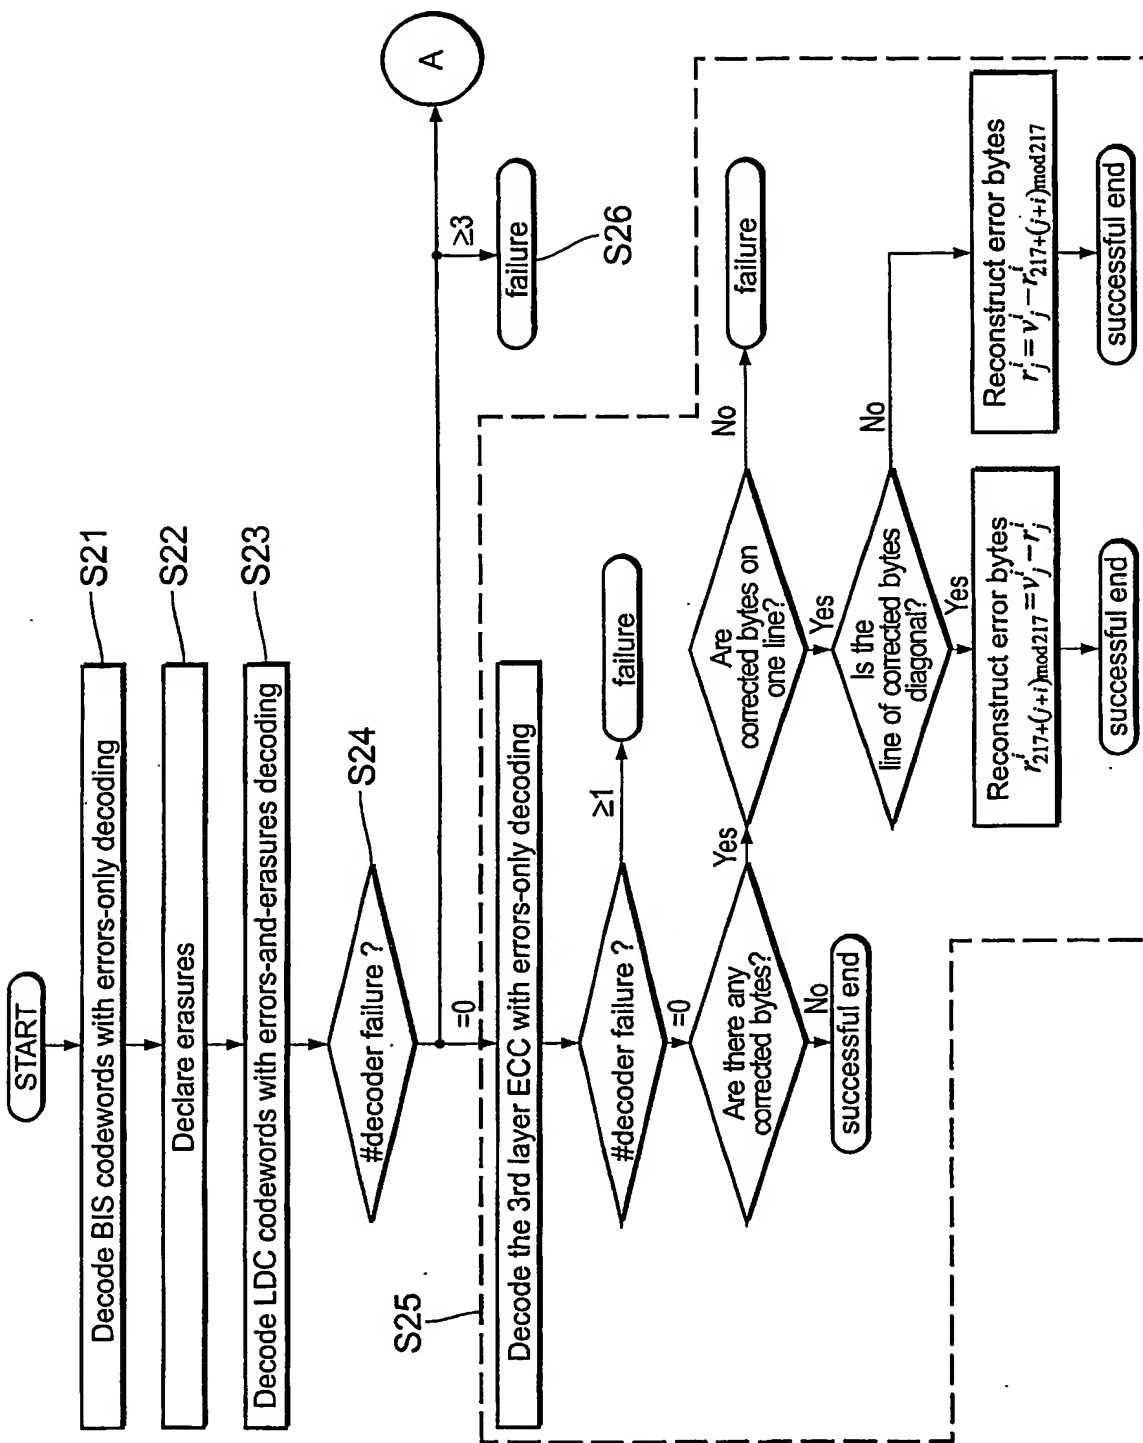 START
Decode BIS codewords with errors-only decoding
S21
Declare erasures
S22
Decode LDC codewords with errors-and-erasures decoding
S23
#decoder failure ?
S24
A
≥3
failure
S26
=0
S25
Decode the 3rd layer ECC with errors-only decoding
#decoder failure ?
≥1
failure
=0
Are there any
corrected bytes?
No
successful end
Yes
Are
corrected bytes on
one line?
No
failure
Yes
Is the
line of corrected bytes
diagonal?
No
Yes
Reconstruct error bytes
r^i_{217+(j+i)mod217} = v^i_j − r^i_j
successful end
Reconstruct error bytes
r^i_j = v^i_j − r^i_{217+(j+i)mod217}
successful end